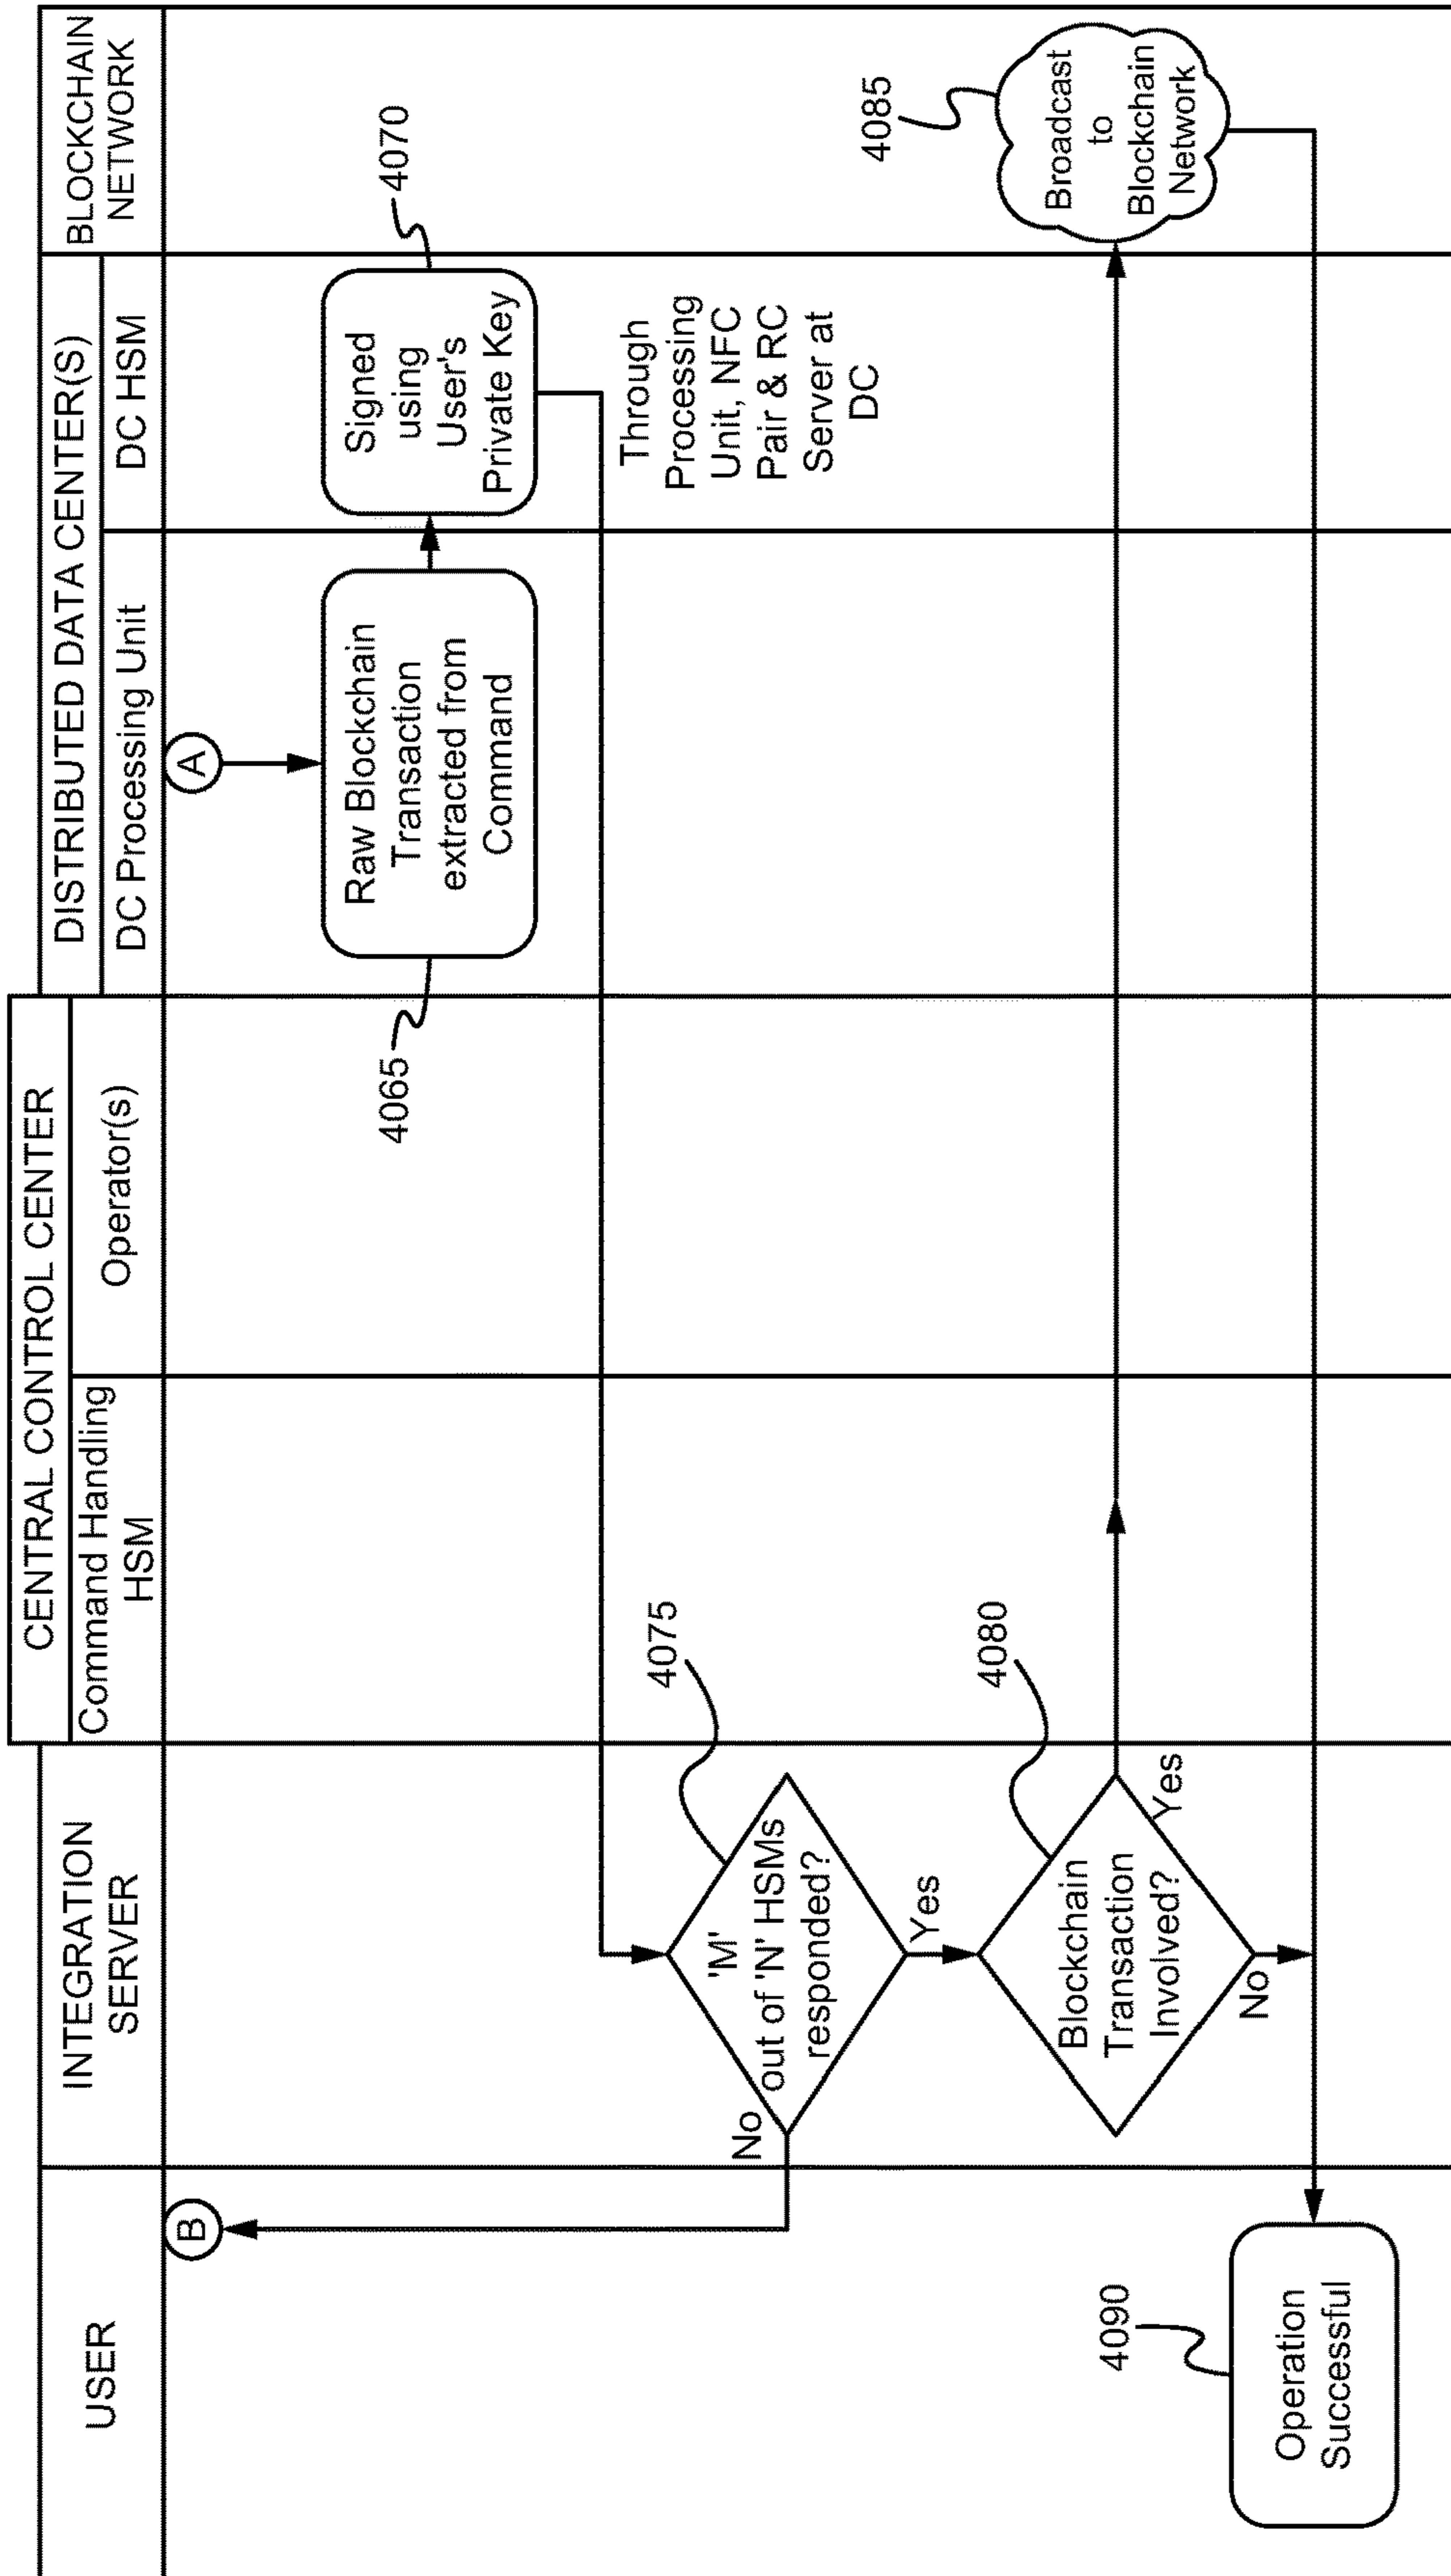 USER
INTEGRATION
SERVER
CENTRAL CONTROL CENTER
Command Handling
HSM
Operator(s)
DISTRIBUTED DATA CENTER(S)
DC Processing Unit
DC HSM
BLOCKCHAIN
NETWORK
B
A
4065
Raw Blockchain
Transaction
extracted from
Command
4070
Signed
using
User's
Private Key
Through
Processing
Unit, NFC
Pair & RC
Server at
DC
4075
'M'
out of 'N' HSMs
responded?
No
Yes
4080
Blockchain
Transaction
Involved?
Yes
No
4085
Broadcast
to
Blockchain
Network
4090
Operation
Successful